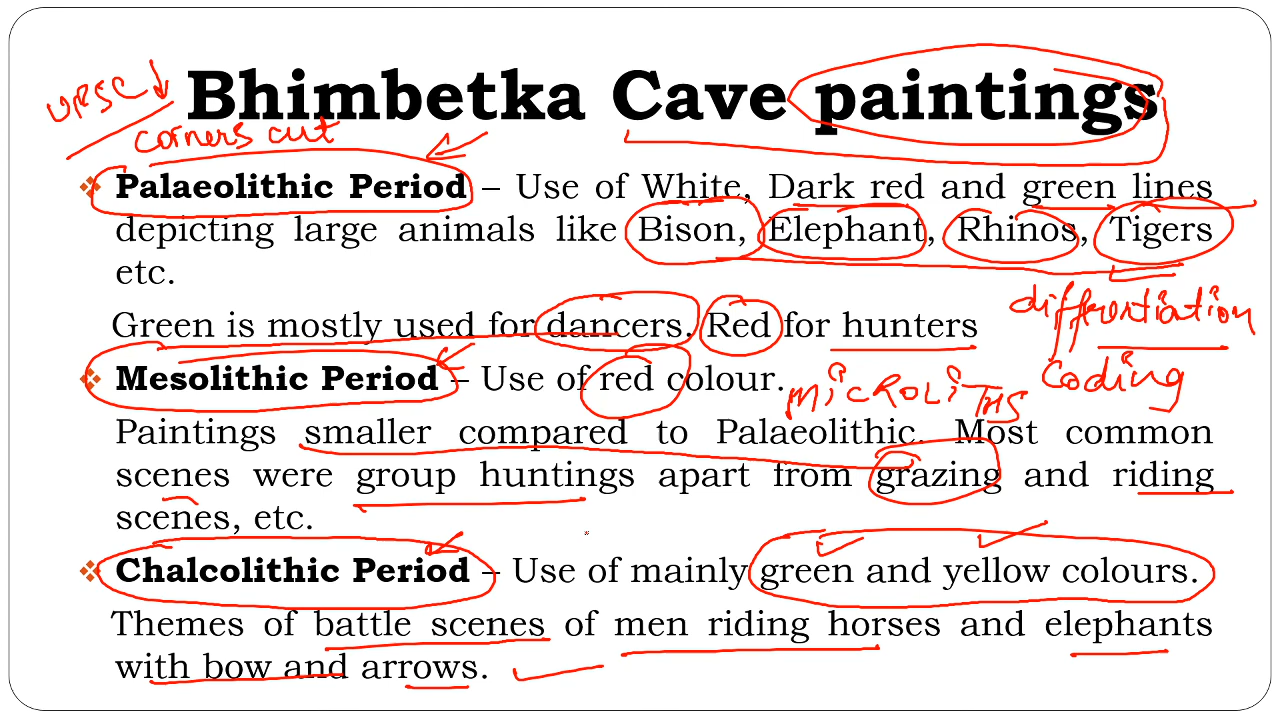 Bhimbetka Cave paintings
UPSC
corners cut
Palaeolithic Period – Use of White, Dark red and green lines
depicting large animals like Bison, Elephant, Rhinos, Tigers
etc.
Green is mostly used for dancers. Red for hunters
differentiation
coding
Mesolithic Period – Use of red colour.
MiCROLiTHS
Paintings smaller compared to Palaeolithic. Most common
scenes were group huntings apart from grazing and riding
scenes, etc.
Chalcolithic Period – Use of mainly green and yellow colours.
Themes of battle scenes of men riding horses and elephants
with bow and arrows.